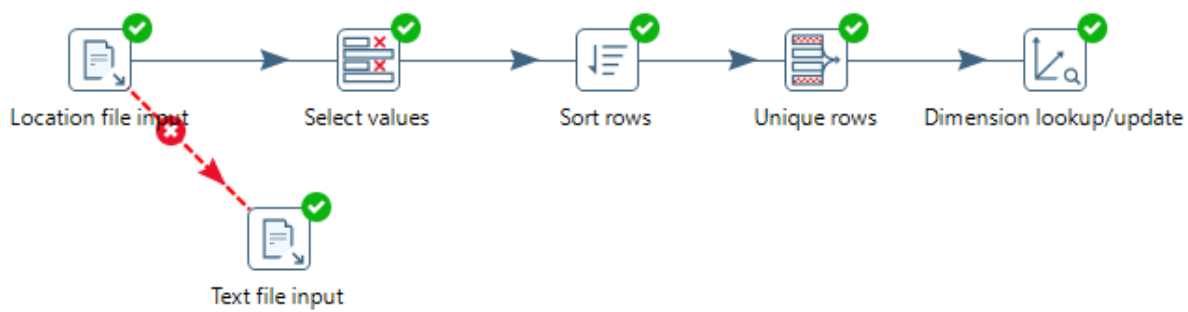 Location file input
Select values
Sort rows
Unique rows
Dimension lookup/update
Text file input